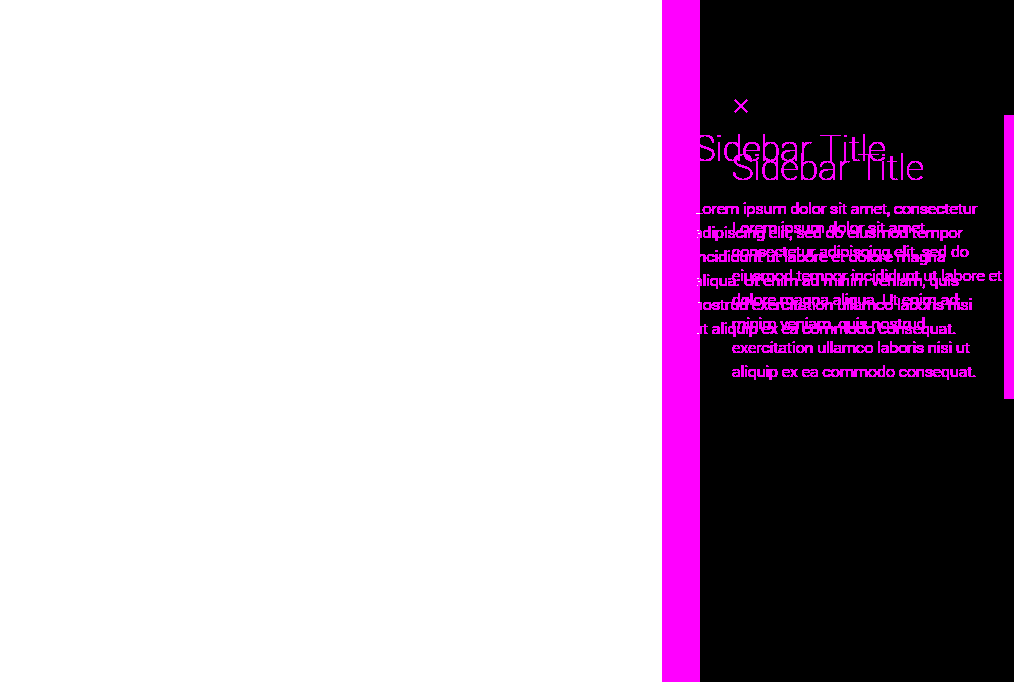 ×
Sidebar Title
Sidebar Title
Lorem ipsum dolor sit amet, consectetur
adipiscing elit, sed do eiusmod tempor
incididunt ut labore et dolore magna
aliqua. Ut enim ad minim veniam, quis
nostrud exercitation ullamco laboris nisi
ut aliquip ex ea commodo consequat.
Lorem ipsum dolor sit amet,
consectetur adipiscing elit, sed do
eiusmod tempor incididunt ut labore et
dolore magna aliqua. Ut enim ad
minim veniam, quis nostrud
exercitation ullamco laboris nisi ut
aliquip ex ea commodo consequat.